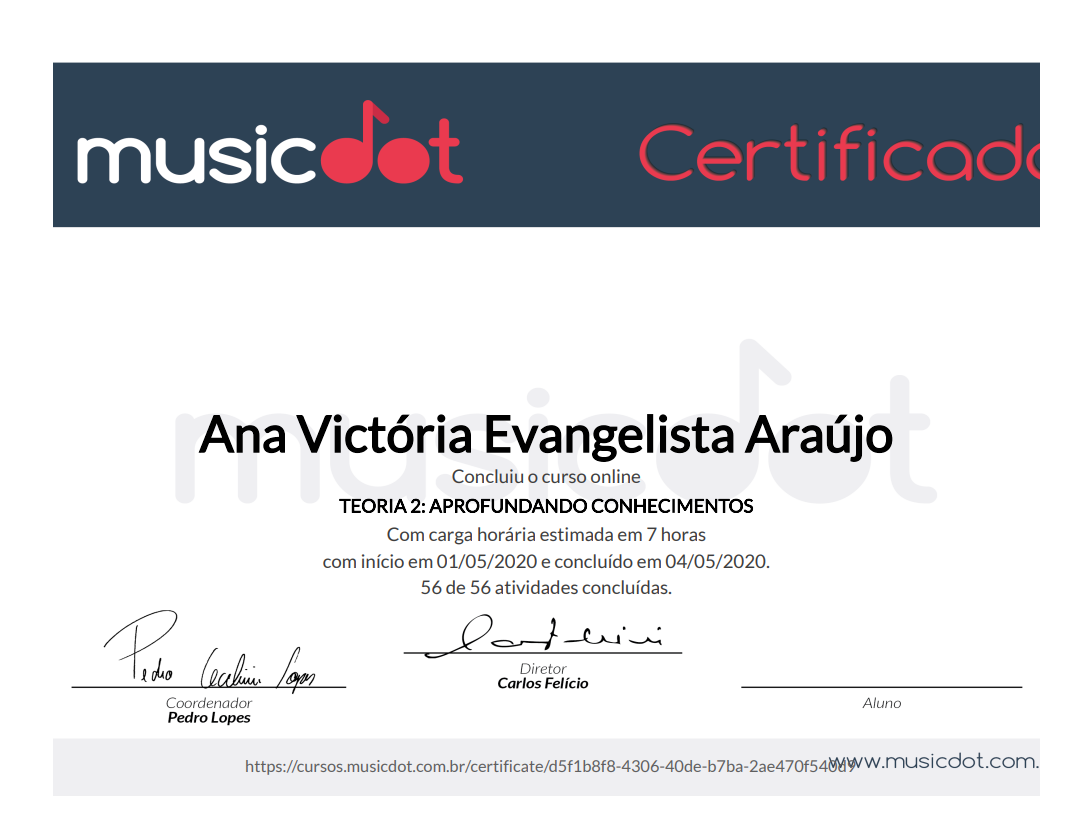 musicdot
Certificado
musicdot
Ana Victória Evangelista Araújo
Concluiu o curso online
TEORIA 2: APROFUNDANDO CONHECIMENTOS
Com carga horária estimada em 7 horas
com início em 01/05/2020 e concluído em 04/05/2020.
56 de 56 atividades concluídas.
Pedro Cecelini Lopes
Diretor
Carlos Felício
Coordenador
Pedro Lopes
Aluno
https://cursos.musicdot.com.br/certificate/d5f1b8f8-4306-40de-b7ba-2ae470f540d9
www.musicdot.com.